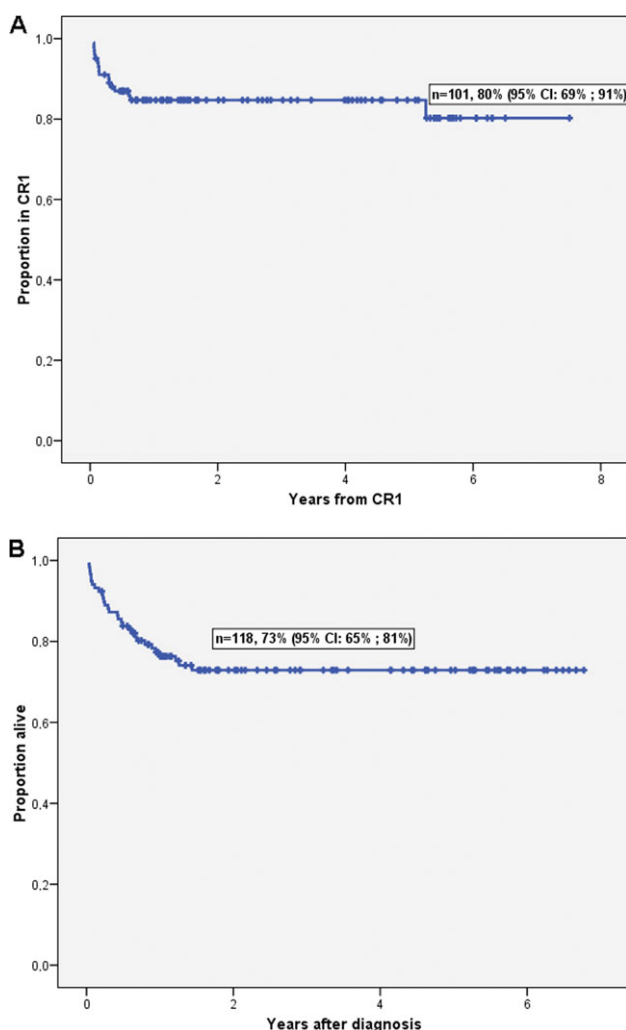 A
1.0
0.8
0.6
0.4
0.2
0.0
Proportion in CR1
n=101, 80% (95% CI: 69% ; 91%)
0 2 4 6 8
Years from CR1
B
1.0
0.8
0.6
0.4
0.2
0.0
Proportion alive
n=118, 73% (95% CI: 65% ; 81%)
0 2 4 6
Years after diagnosis